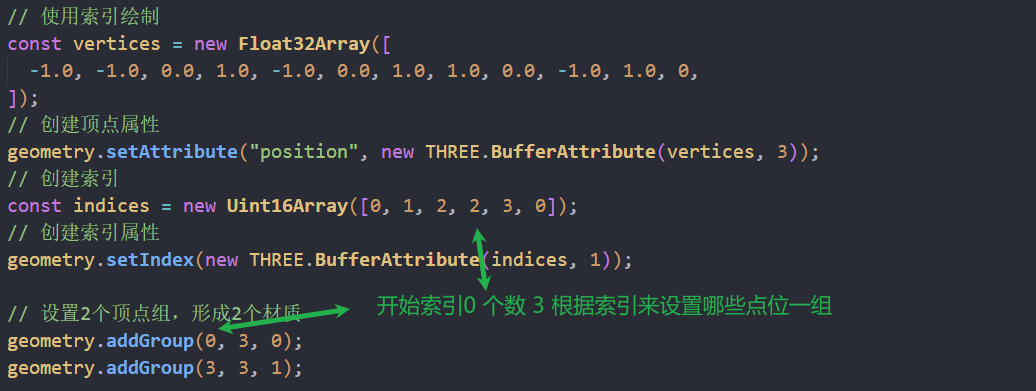 // 使用索引绘制
const vertices = new Float32Array([
-1.0, -1.0, 0.0, 1.0, -1.0, 0.0, 1.0, 1.0, 0.0, -1.0, 1.0, 0,
]);
// 创建顶点属性
geometry.setAttribute("position", new THREE.BufferAttribute(vertices, 3));
// 创建索引
const indices = new Uint16Array([0, 1, 2, 2, 3, 0]);
// 创建索引属性
geometry.setIndex(new THREE.BufferAttribute(indices, 1));
// 设置2个顶点组，形成2个材质
开始索引0 个数 3 根据索引来设置哪些点位一组
geometry.addGroup(0, 3, 0);
geometry.addGroup(3, 3, 1);